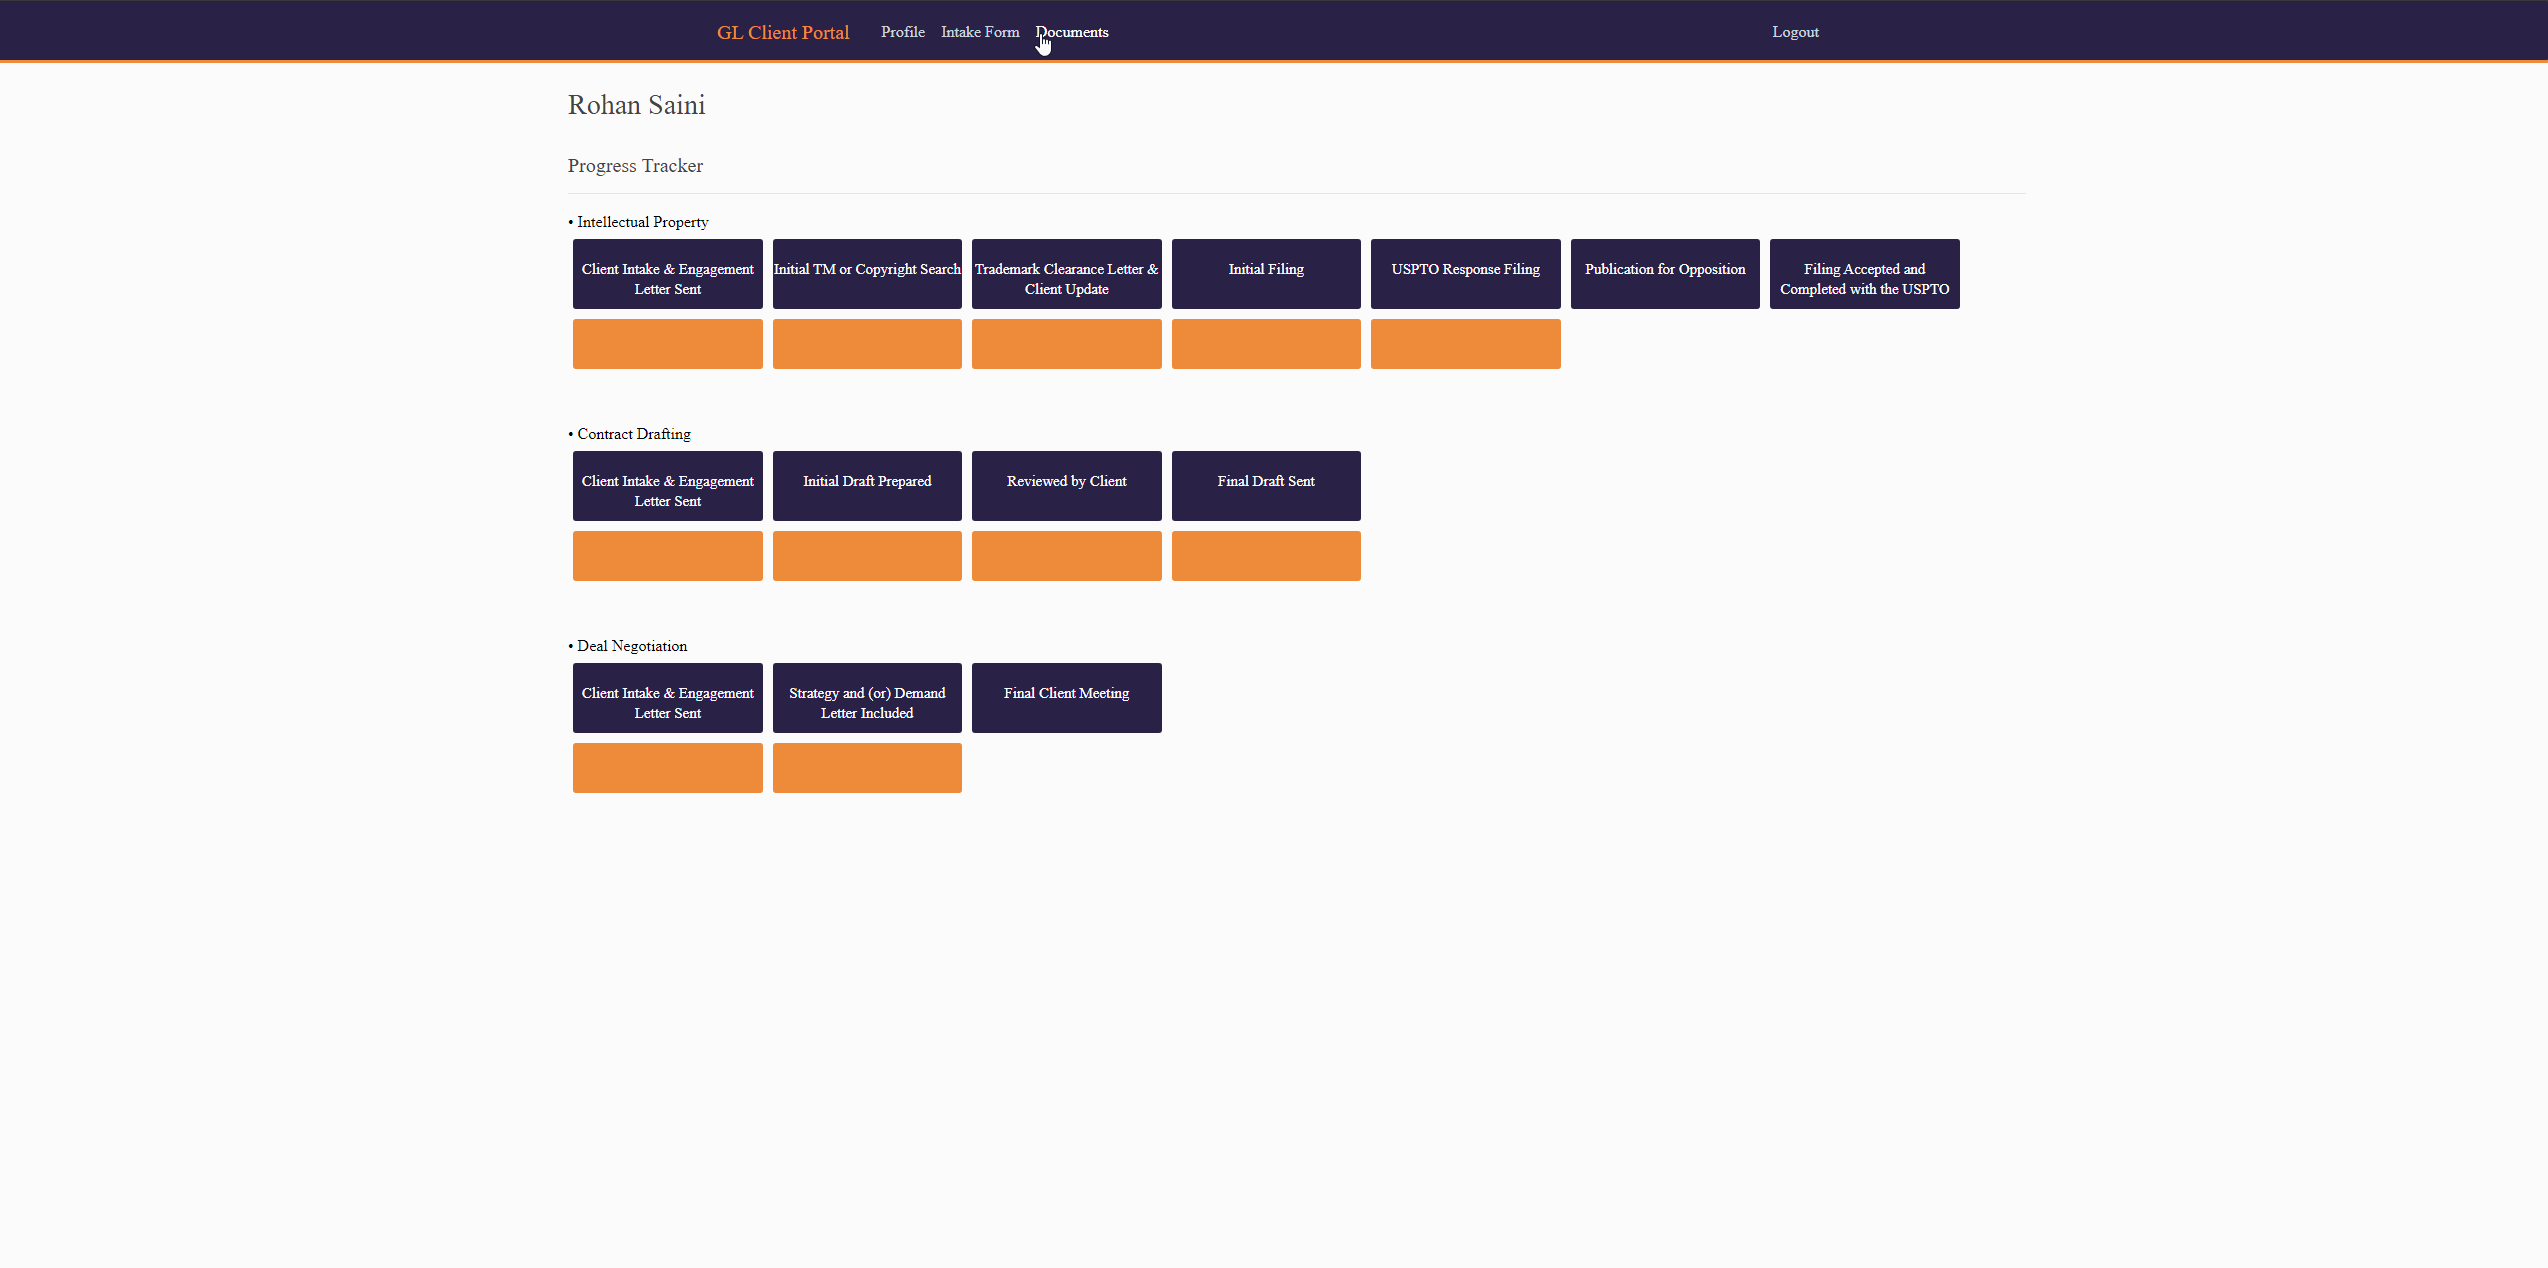 GL Client Portal Profile Intake Form Documents Logout
Rohan Saini
Progress Tracker
• Intellectual Property
Client Intake & Engagement
Letter Sent
Initial TM or Copyright Search
Trademark Clearance Letter &
Client Update
Initial Filing
USPTO Response Filing
Publication for Opposition
Filing Accepted and
Completed with the USPTO
• Contract Drafting
Client Intake & Engagement
Letter Sent
Initial Draft Prepared
Reviewed by Client
Final Draft Sent
• Deal Negotiation
Client Intake & Engagement
Letter Sent
Strategy and (or) Demand
Letter Included
Final Client Meeting